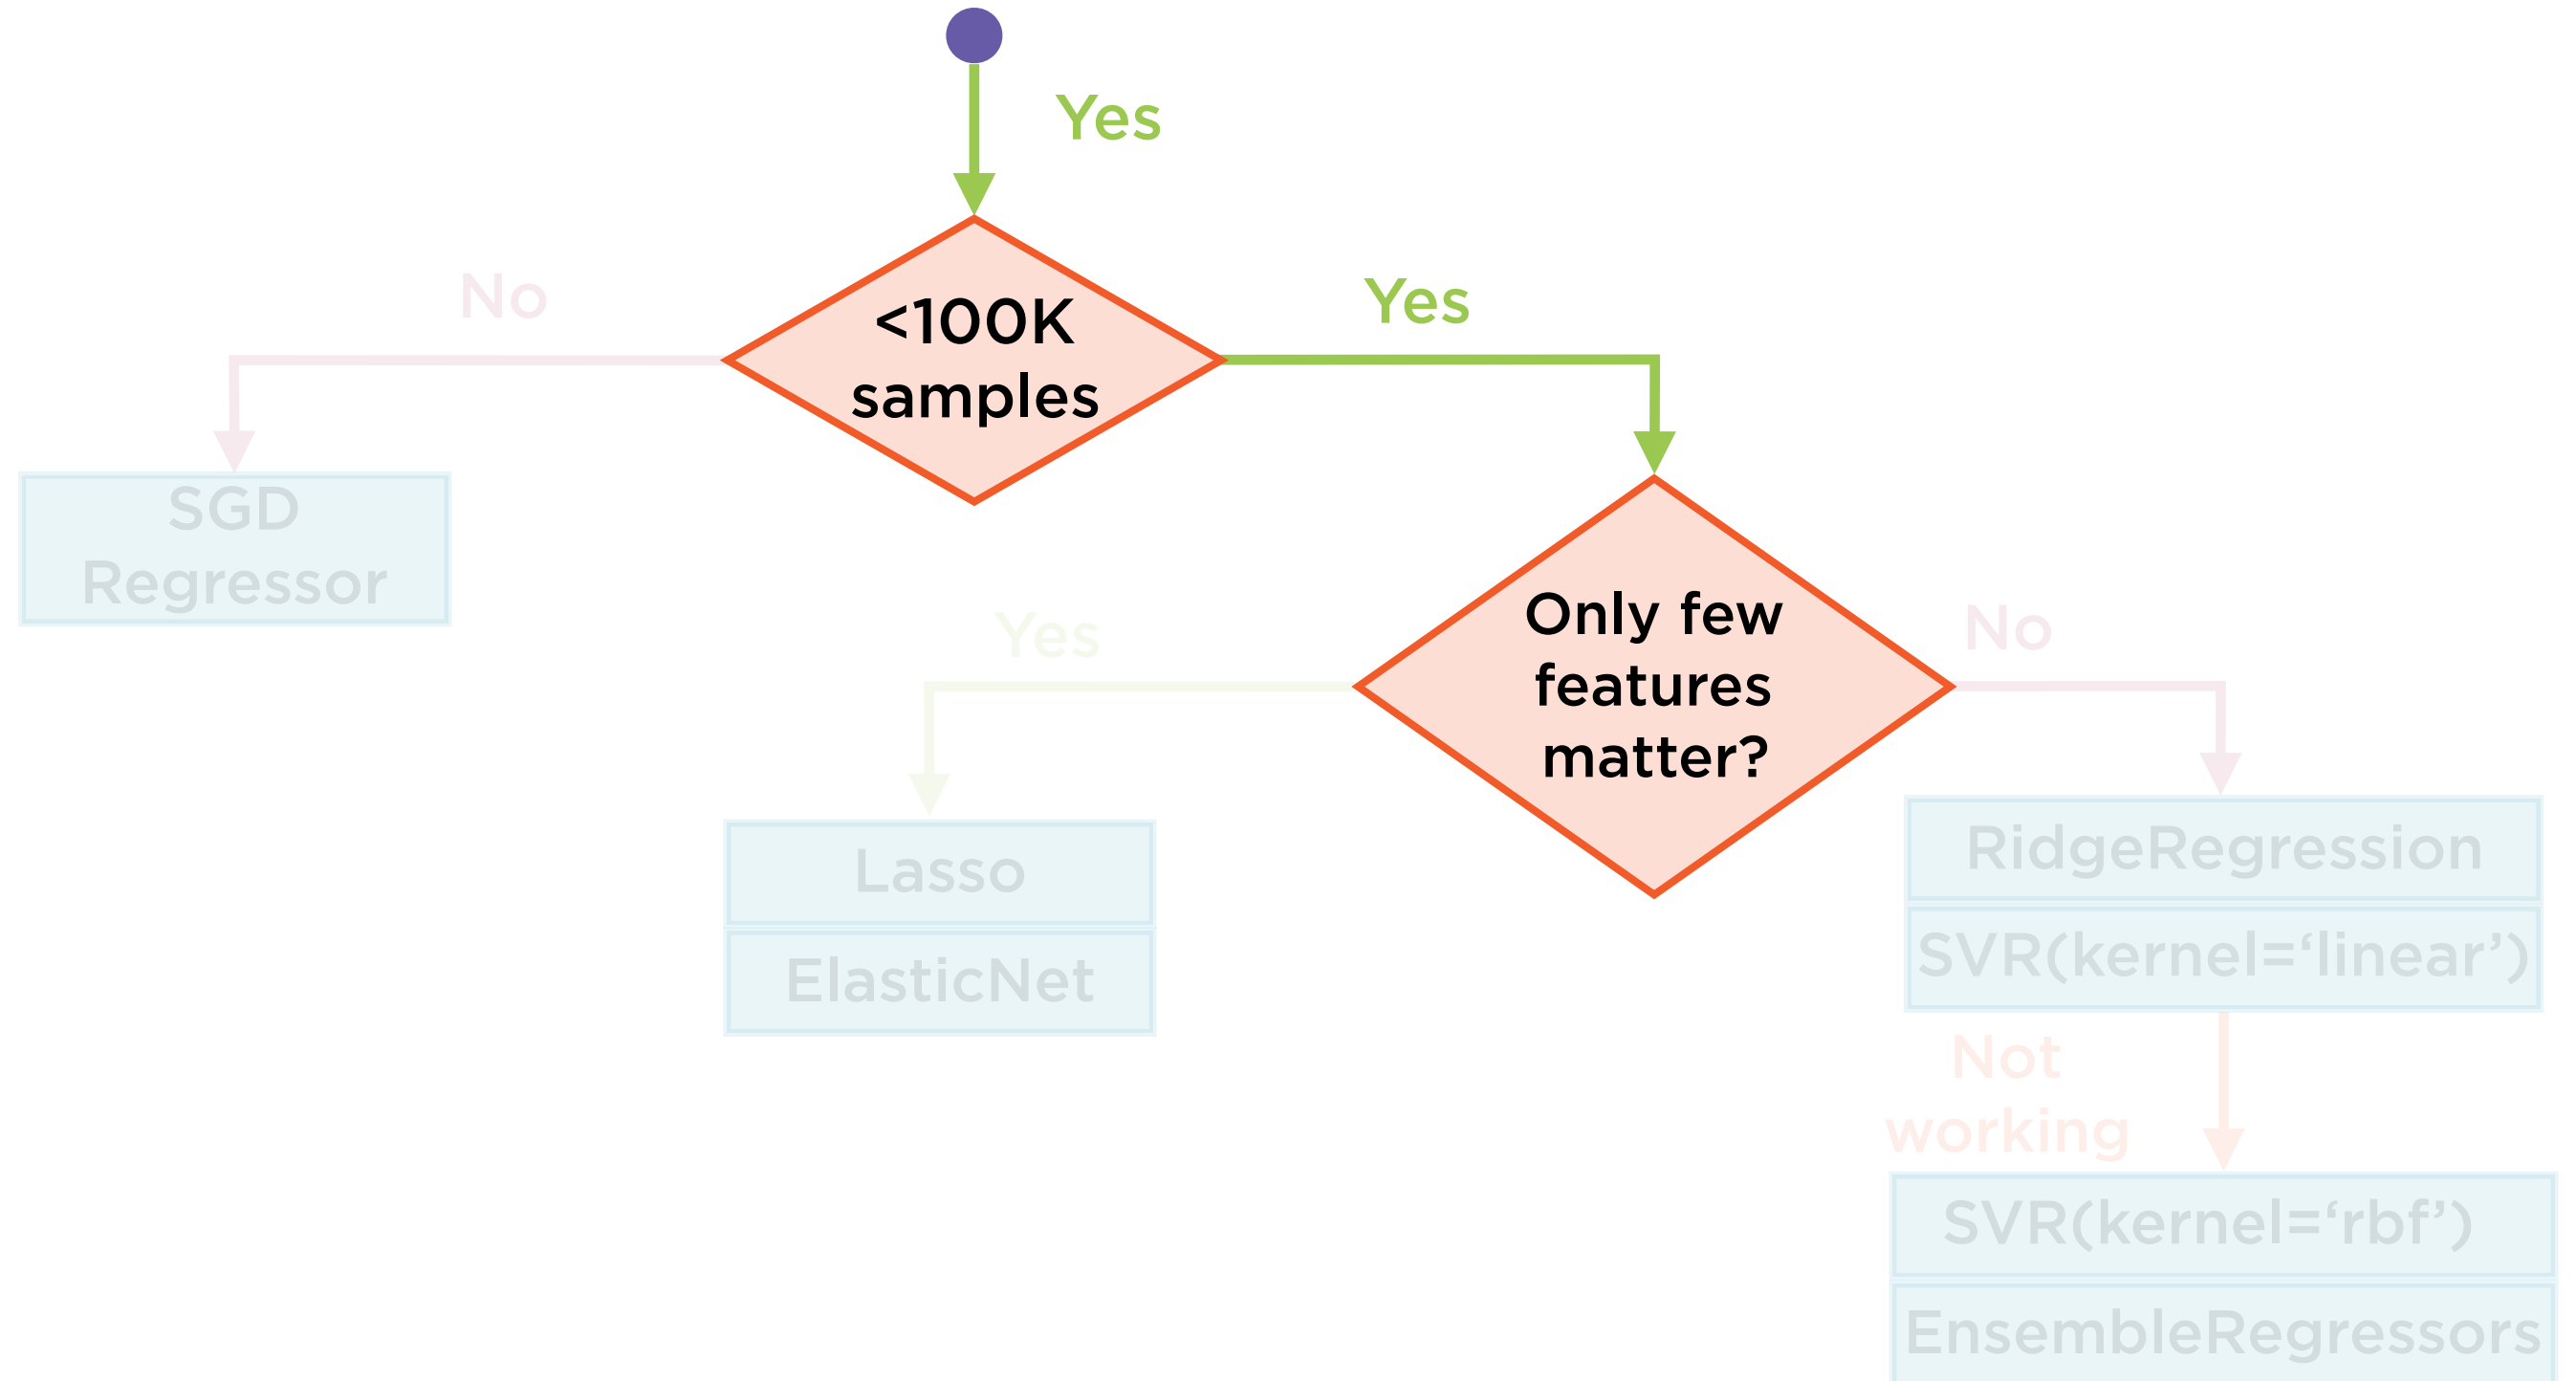 Yes
No
<100K
samples
Yes
SGD
Regressor
Yes
Only few
features
matter?
No
Lasso
ElasticNet
RidgeRegression
SVR(kernel=‘linear’)
Not
working
SVR(kernel=‘rbf’)
EnsembleRegressors